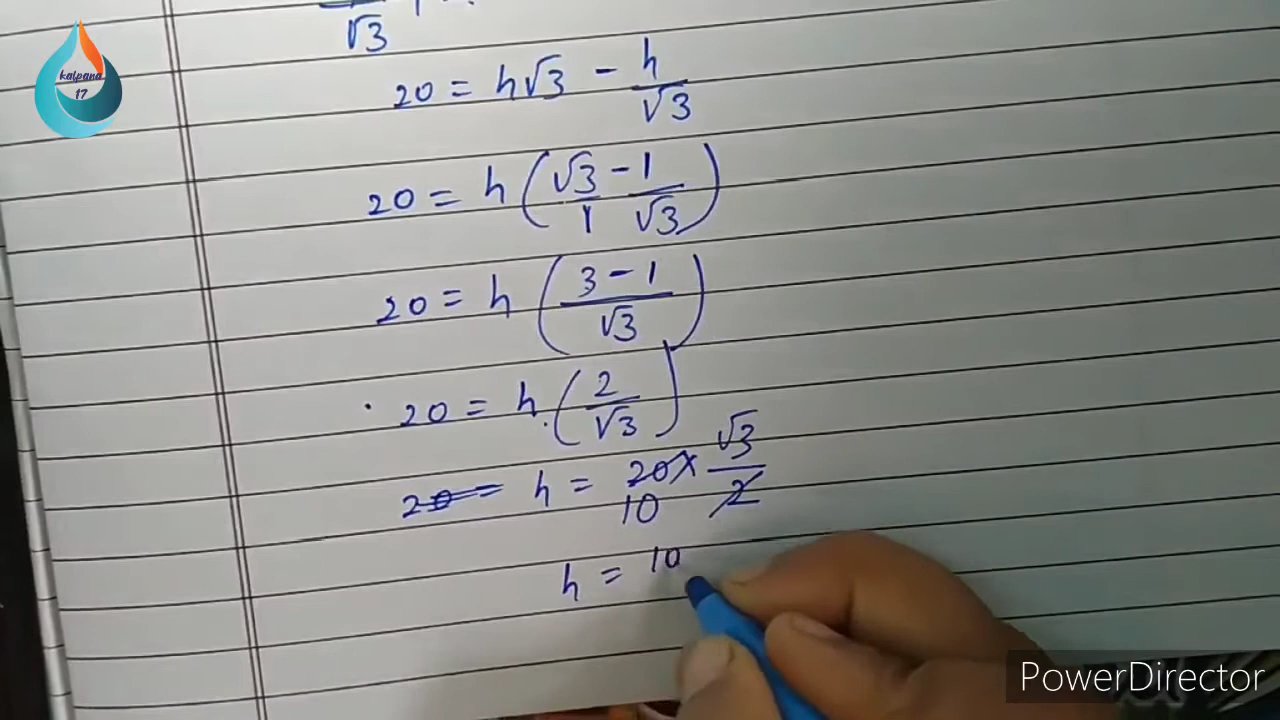 √3
kalpana
17
20 = h√3 - h/√3
20 = h(√3/1 - 1/√3)
20 = h(3-1/√3)
20 = h.(2/√3)
20 = h = 20 x √3/2
10
h = 10
PowerDirector